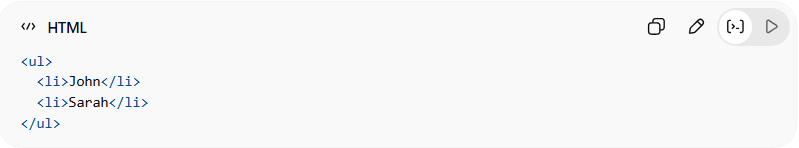 HTML
<ul>
  <li>John</li>
  <li>Sarah</li>
</ul>